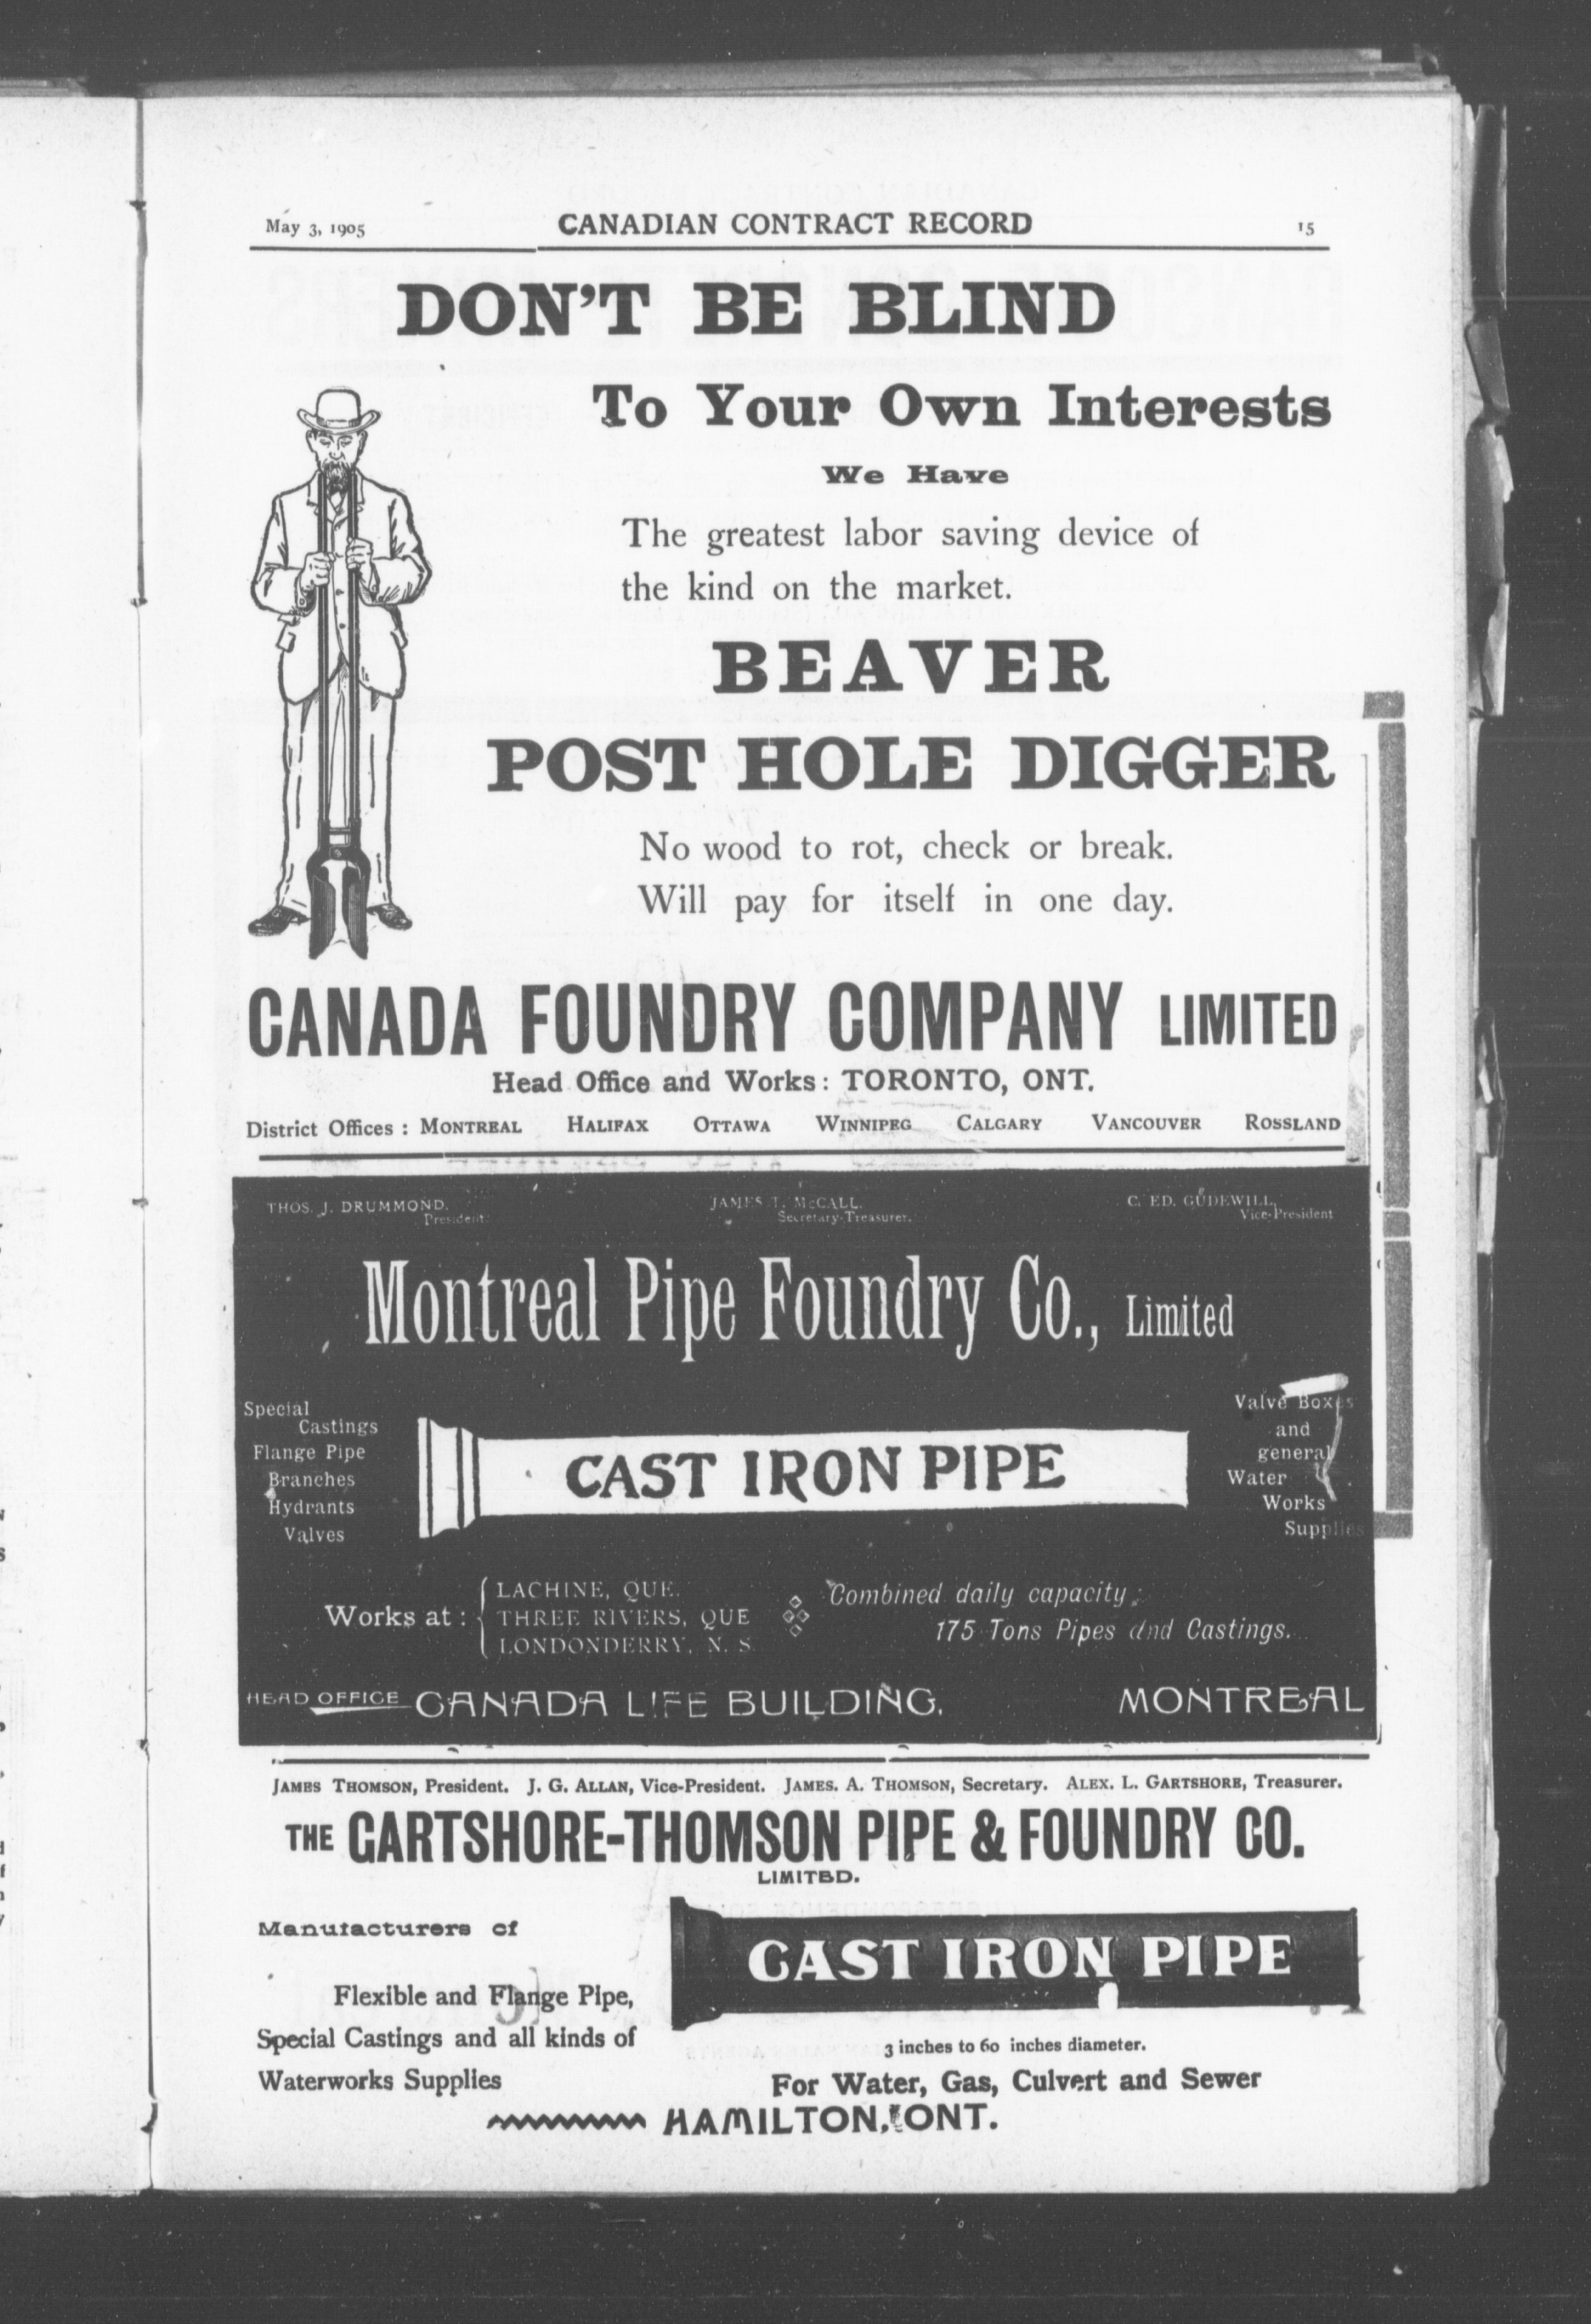 May 3, 1905 CANADIAN CONTRACT RECORD 15
DON'T BE BLIND
To Your Own Interests
We Have
The greatest labor saving device of
the kind on the market.
BEAVER
POST HOLE DIGGER
No wood to rot, check or break.
Will pay for itself in one day.
CANADA FOUNDRY COMPANY LIMITED
Head Office and Works: TORONTO, ONT.
District Offices: MONTREAL HALIFAX OTTAWA WINNIPEG CALGARY VANCOUVER ROSSLAND
THOS. J. DRUMMOND,
President.
JAMES T. McCALL,
Secretary-Treasurer.
C. ED. GUDEWILL,
Vice-President
Montreal Pipe Foundry Co., Limited
Special
Castings
Flange Pipe
Branches
Hydrants
Valves
CAST IRON PIPE
Valve Boxes
and
general
Water
Works
Supplies
Works at:
LACHINE, QUE.
THREE RIVERS, QUE
LONDONDERRY, N. S.
Combined daily capacity,
175 Tons Pipes and Castings.
HEAD OFFICE CANADA LIFE BUILDING, MONTREAL
JAMES THOMSON, President. J. G. ALLAN, Vice-President. JAMES. A. THOMSON, Secretary. ALEX. L. GARTSHORE, Treasurer.
THE GARTSHORE-THOMSON PIPE & FOUNDRY CO.
LIMITED.
Manufacturers of
Flexible and Flange Pipe,
Special Castings and all kinds of
Waterworks Supplies
CAST IRON PIPE
3 inches to 60 inches diameter.
For Water, Gas, Culvert and Sewer
HAMILTON, ONT.